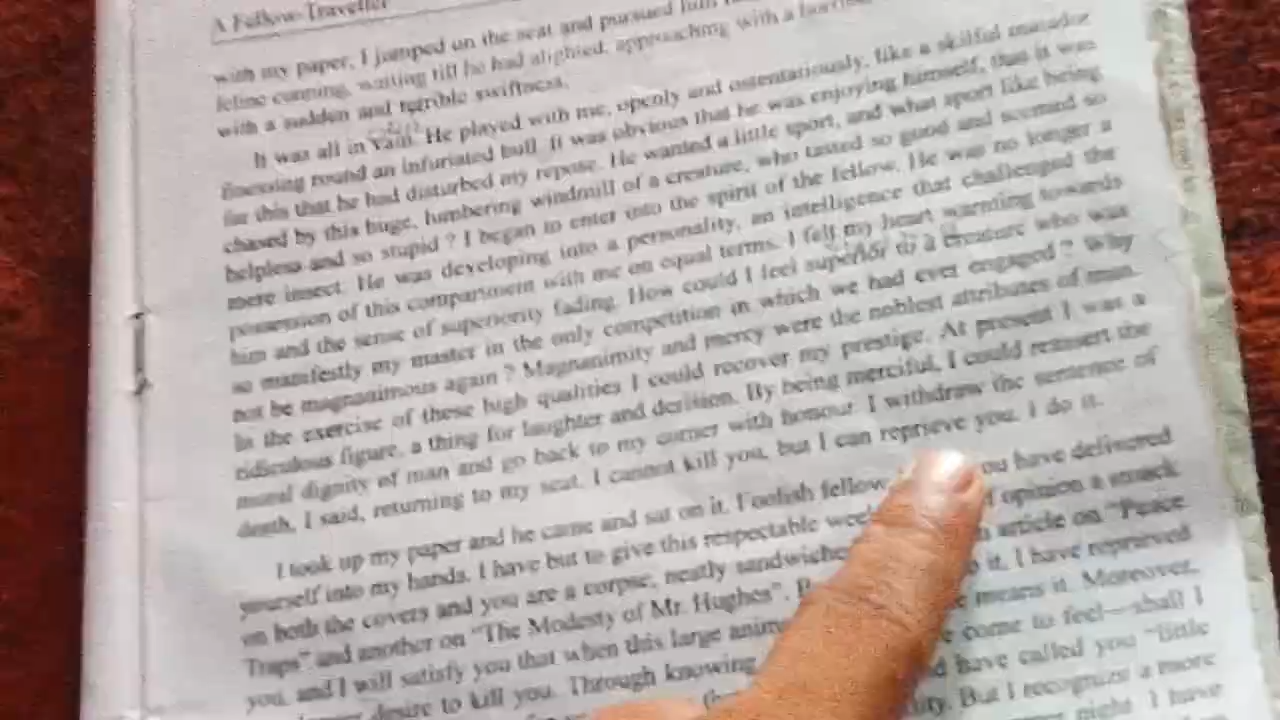 A Fellow-Traveller
with my paper, I jumped on the seat and pursued him
feline cunning, waiting till he had alighted, approaching with a
with a sudden and terrible swiftness.
It was all in vain. He played with me, openly and ostentatiously, like a skilful matador
finessing round an infuriated bull. It was obvious that he was enjoying himself, that it was
for this that he had disturbed my repose. He wanted a little sport, and what sport like being
chased by this huge, lumbering windmill of a creature, who tasted so good and seemed so
helpless and so stupid ? I began to enter into the spirit of the fellow. He was no longer a
mere insect. He was developing into a personality, an intelligence that challenged the
possession of this compartment with me on equal terms. I felt my heart warming towards
him and the sense of superiority fading. How could I feel superior to a creature who was
so manifestly my master in the only competition in which we had ever engaged ? Why
not be magnanimous again ? Magnanimity and mercy were the noblest attributes of man.
In the exercise of these high qualities I could recover my prestige. At present I was a
ridiculous figure, a thing for laughter and derision. By being merciful, I could reassert the
moral dignity of man and go back to my corner with honour. I withdraw the sentence of
death, I said, returning to my seat. I cannot kill you, but I can reprieve you. I do it.
I took up my paper and he came and sat on it. Foolish fellow ou have delivered
yourself into my hands. I have but to give this respectable week f opinion a smack
on both the covers and you are a corpse, neatly sandwiche article on "Peace
Traps" and another on "The Modesty of Mr. Hughes". it. I have reprieved
you, and I will satisfy you that when this large anim means it. Moreover,
desire to kill you. Through knowing come to feel—shall I
have called you "little
But I recognize a more
night. I have